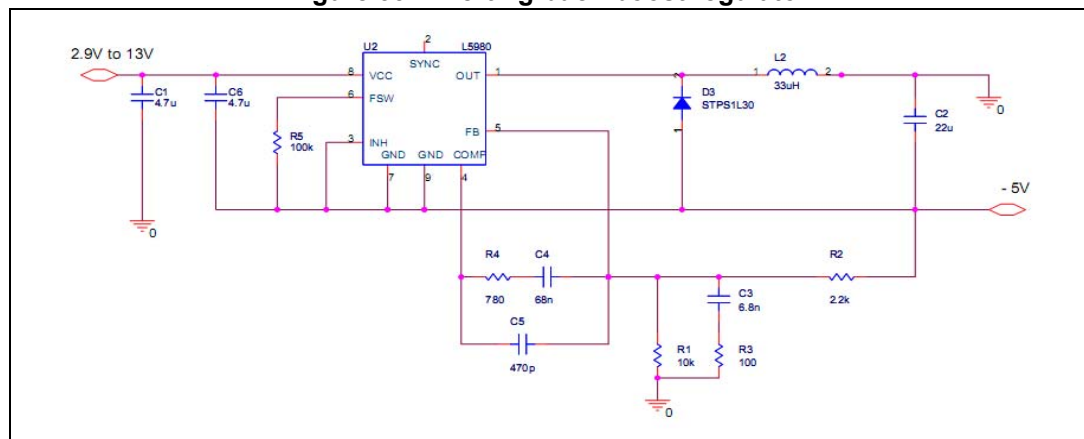 2.9V to 13V
C1
4.7u
C6
4.7u
0
R5
100k
U2
L5980
2
SYNC
8
VCC
OUT
1
6
FSW
5
FB
3
INH
GND
GND
COMP
7
9
4
2
D3
STPS1L30
1
L2
1
2
33uH
0
C2
22u
- 5V
R4
780
C4
68n
C5
470p
R2
2.2k
C3
6.8n
R1
10k
R3
100
0